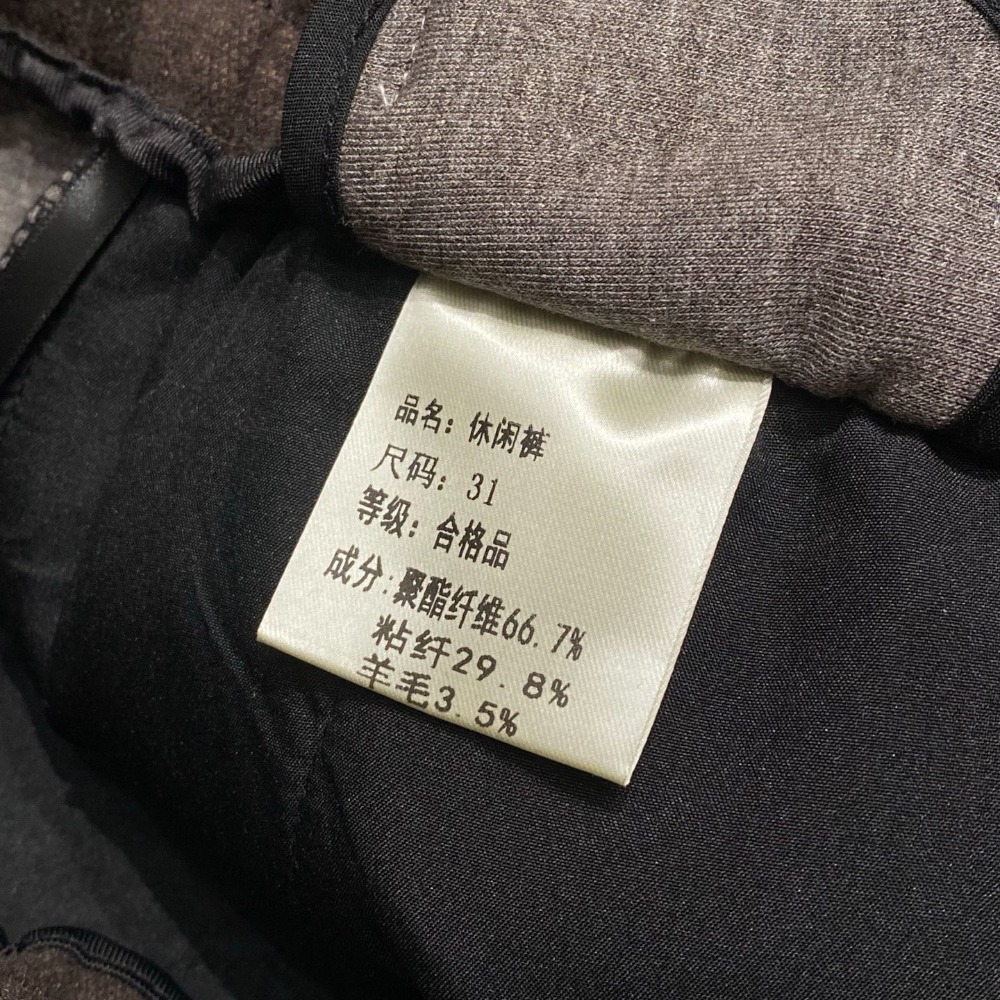 品名：休闲裤
尺码：31
等级：合格品
成分：聚酯纤维66.7%
粘纤29.8%
羊毛3.5%